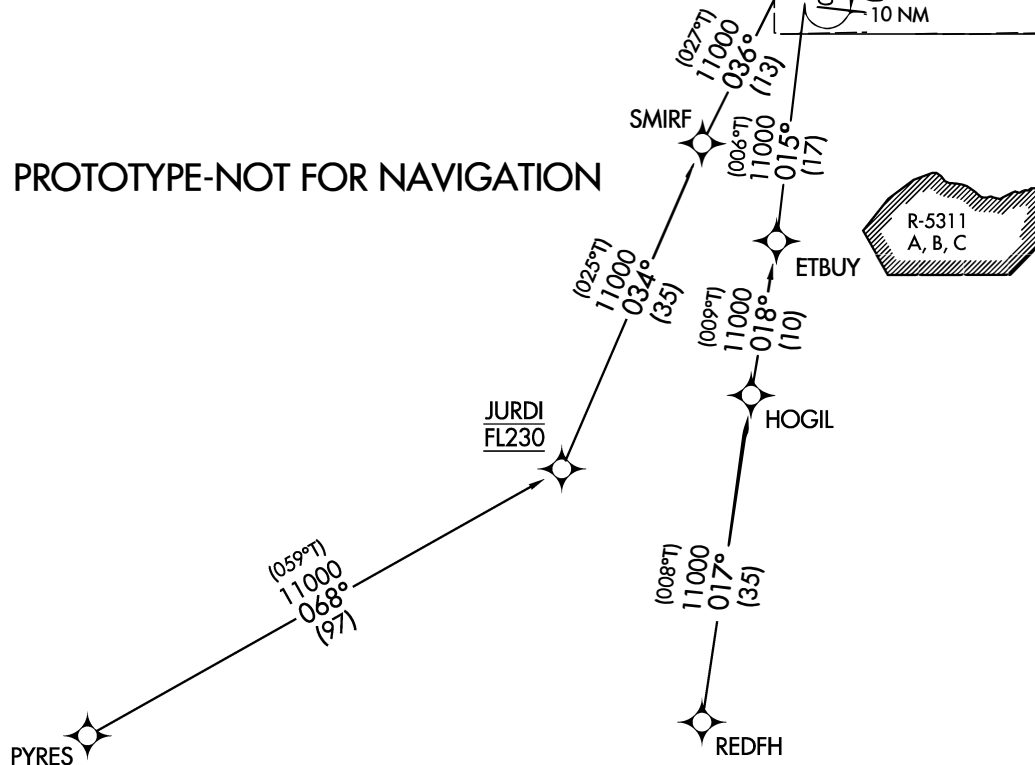 10 NM
(027°T)
11000
036°
(13)
SMIRF
(006°T)
11000
015°
(17)
PROTOTYPE-NOT FOR NAVIGATION
R-5311
A, B, C
ETBUY
(025°T)
11000
034°
(35)
(009°T)
11000
018°
(10)
JURDI
FL230
HOGIL
(059°T)
11000
068°
(97)
(008°T)
11000
017°
(35)
PYRES
REDFH